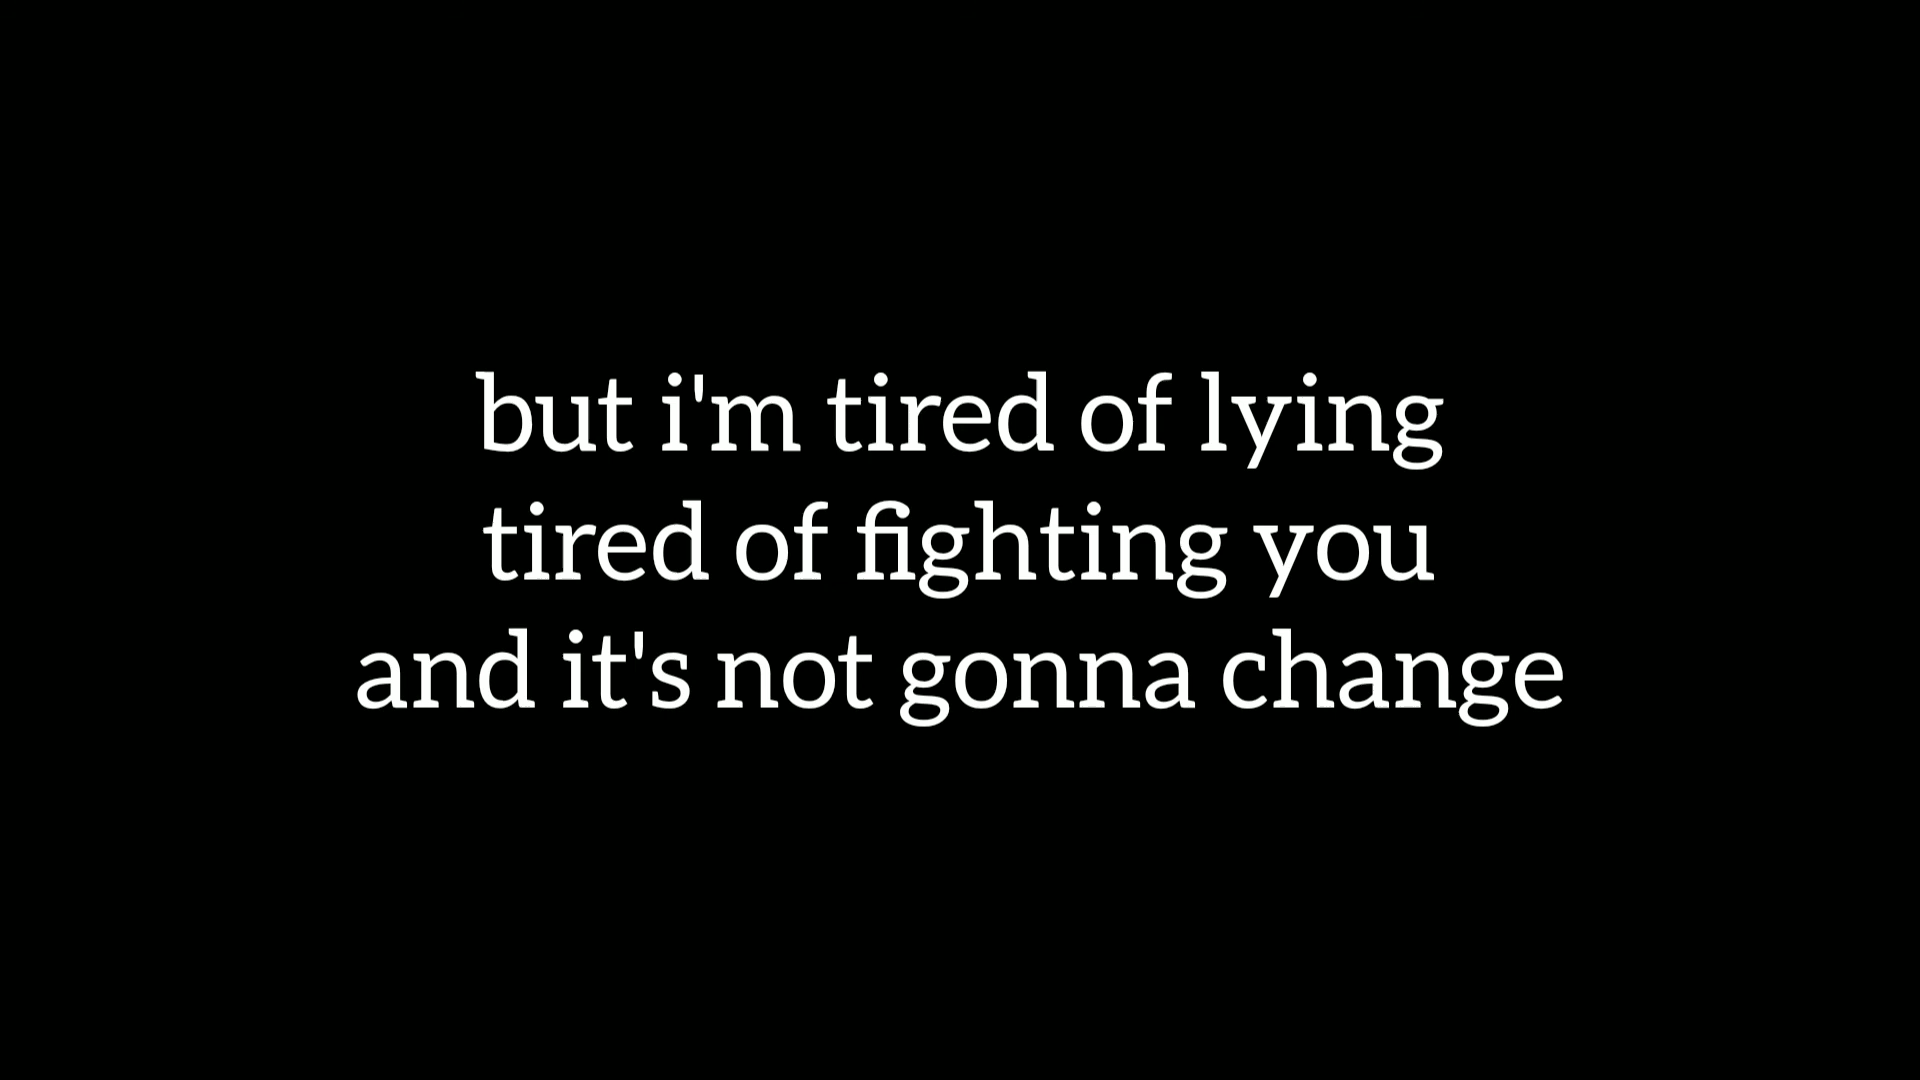 but i'm tired of lying
tired of fighting you
and it's not gonna change